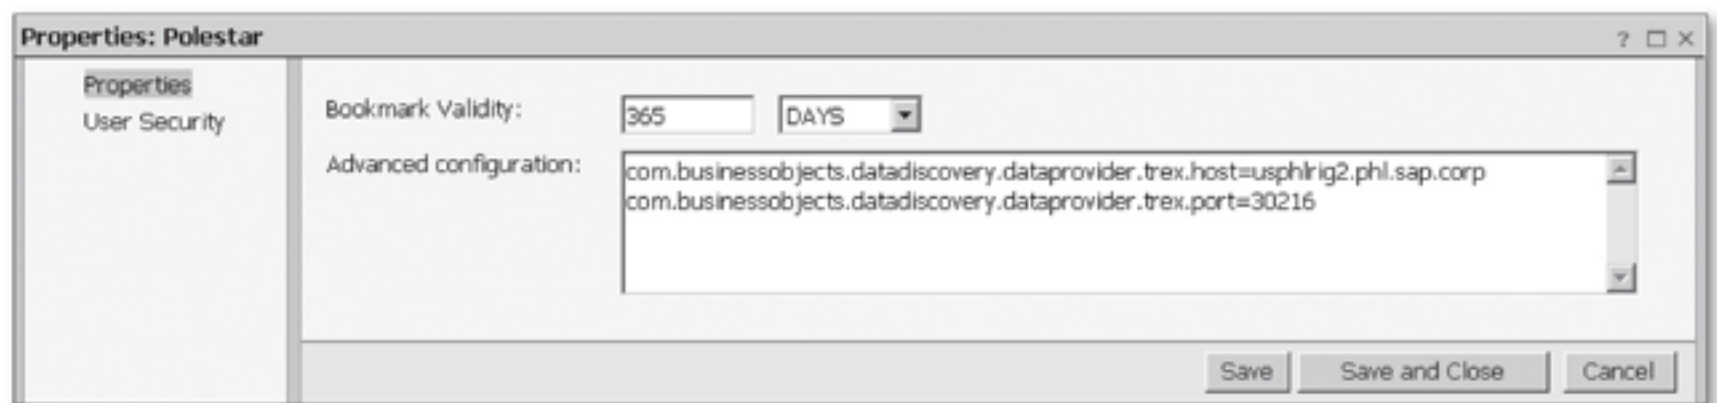 Properties: Polestar
?
Properties
User Security
Bookmark Validity:
365
DAYS
Advanced configuration:
com.businessobjects.datadiscovery.dataprovider.trex.host=usphlrig2.phl.sap.corp
com.businessobjects.datadiscovery.dataprovider.trex.port=30216
Save
Save and Close
Cancel